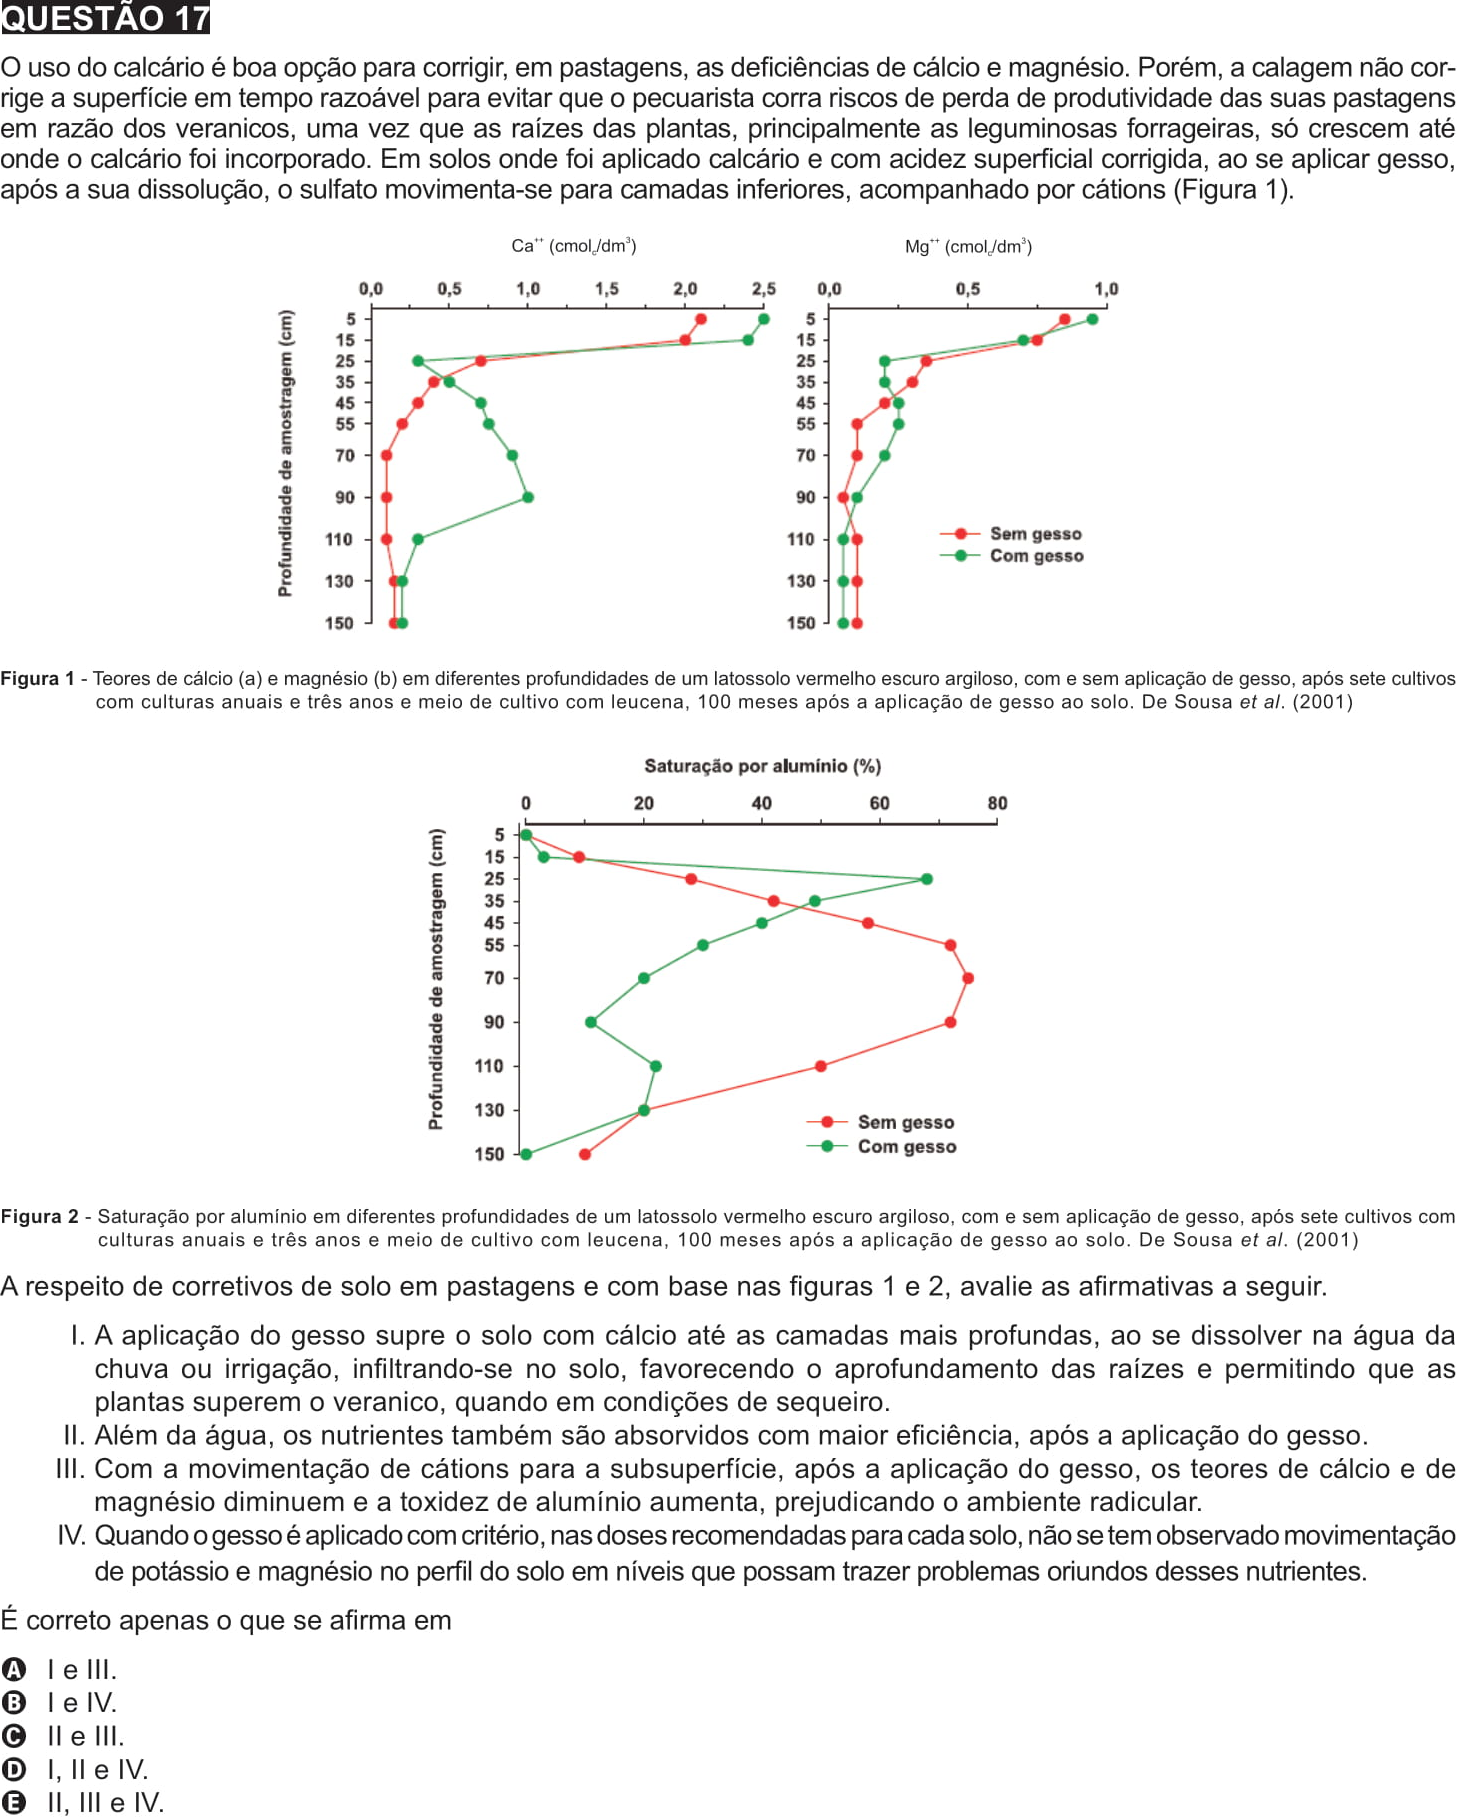 QUESTÃO 17
O uso do calcário é boa opção para corrigir, em pastagens, as deficiências de cálcio e magnésio. Porém, a calagem não cor-
rige a superfície em tempo razoável para evitar que o pecuarista corra riscos de perda de produtividade das suas pastagens
em razão dos veranicos, uma vez que as raízes das plantas, principalmente as leguminosas forrageiras, só crescem até
onde o calcário foi incorporado. Em solos onde foi aplicado calcário e com acidez superficial corrigida, ao se aplicar gesso,
após a sua dissolução, o sulfato movimenta-se para camadas inferiores, acompanhado por cátions (Figura 1).
Ca⁺⁺ (cmol꜀/dm³) Mg⁺⁺ (cmol꜀/dm³)
0,0 0,5 1,0 1,5 2,0 2,5 0,0 0,5 1,0
Profundidade de amostragem (cm)
5 5
15 15
25 25
35 35
45 45
55 55
70 70
90 90
Sem gesso
110 110
Com gesso
130 130
150 150
Figura 1 - Teores de cálcio (a) e magnésio (b) em diferentes profundidades de um latossolo vermelho escuro argiloso, com e sem aplicação de gesso, após sete cultivos
com culturas anuais e três anos e meio de cultivo com leucena, 100 meses após a aplicação de gesso ao solo. De Sousa et al. (2001)
Saturação por alumínio (%)
0 20 40 60 80
Profundidade de amostragem (cm)
5
15
25
35
45
55
70
90
110
130
Sem gesso
Com gesso
150
Figura 2 - Saturação por alumínio em diferentes profundidades de um latossolo vermelho escuro argiloso, com e sem aplicação de gesso, após sete cultivos com
culturas anuais e três anos e meio de cultivo com leucena, 100 meses após a aplicação de gesso ao solo. De Sousa et al. (2001)
A respeito de corretivos de solo em pastagens e com base nas figuras 1 e 2, avalie as afirmativas a seguir.
I. A aplicação do gesso supre o solo com cálcio até as camadas mais profundas, ao se dissolver na água da
chuva ou irrigação, infiltrando-se no solo, favorecendo o aprofundamento das raízes e permitindo que as
plantas superem o veranico, quando em condições de sequeiro.
II. Além da água, os nutrientes também são absorvidos com maior eficiência, após a aplicação do gesso.
III. Com a movimentação de cátions para a subsuperfície, após a aplicação do gesso, os teores de cálcio e de
magnésio diminuem e a toxidez de alumínio aumenta, prejudicando o ambiente radicular.
IV. Quando o gesso é aplicado com critério, nas doses recomendadas para cada solo, não se tem observado movimentação
de potássio e magnésio no perfil do solo em níveis que possam trazer problemas oriundos desses nutrientes.
É correto apenas o que se afirma em
A I e III.
B I e IV.
C II e III.
D I, II e IV.
E II, III e IV.